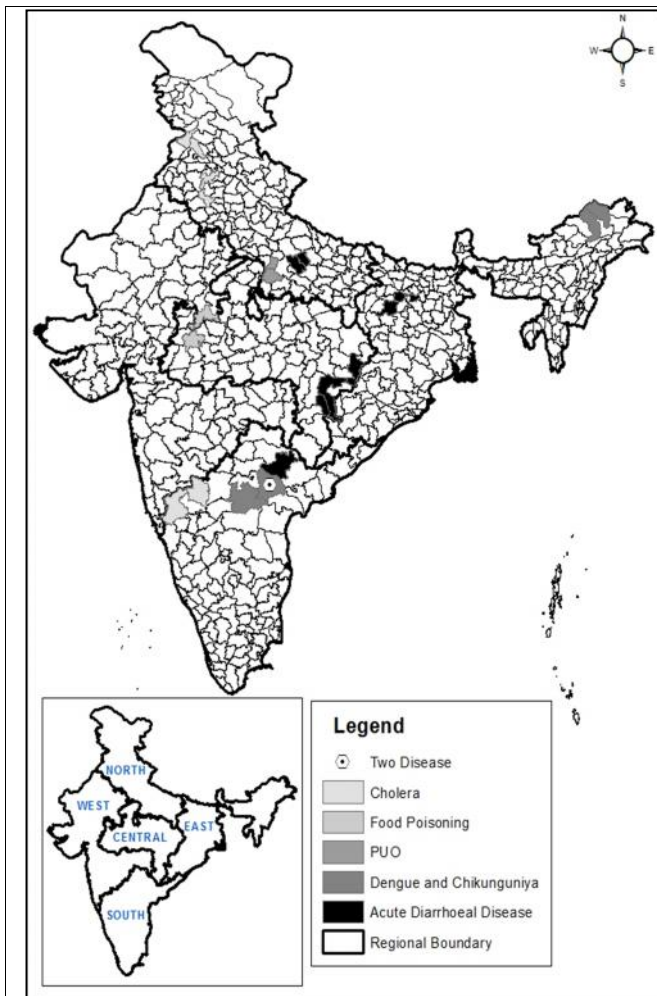 N
W E
S
NORTH
WEST
CENTRAL
EAST
SOUTH
Legend
Two Disease
Cholera
Food Poisoning
PUO
Dengue and Chikunguniya
Acute Diarrhoeal Disease
Regional Boundary